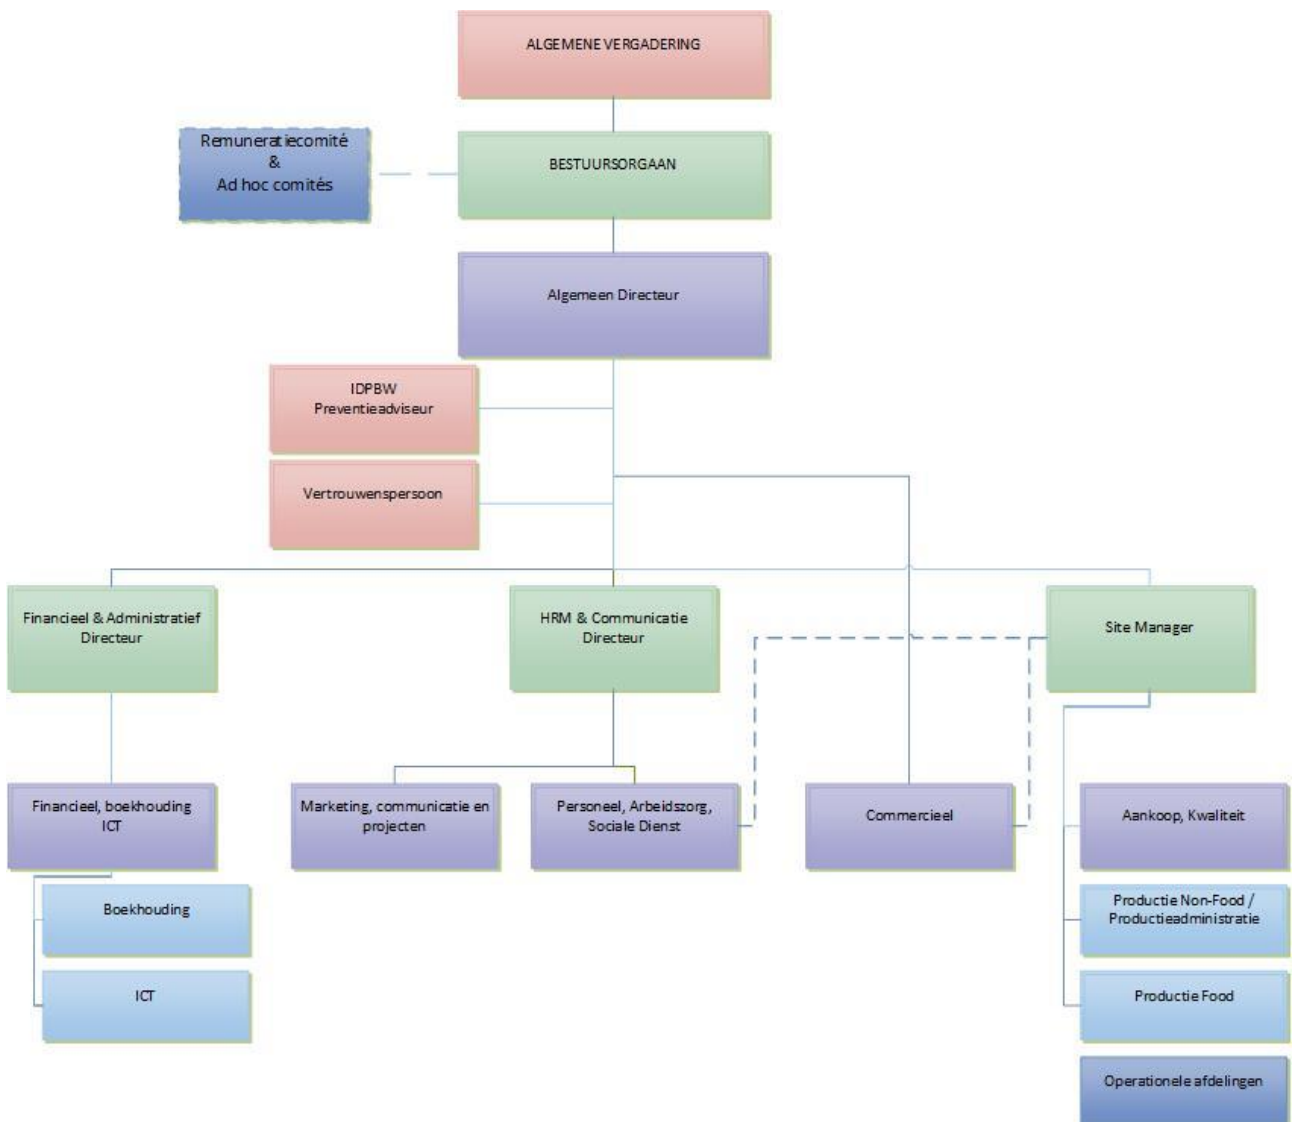 ALGEMENE VERGADERING
Remuneratiecomité
&
Ad hoc comités
BESTUURSORGAAN
Algemeen Directeur
IDPBW
Preventieadviseur
Vertrouwenspersoon
Financieel & Administratief
Directeur
HRM & Communicatie
Directeur
Site Manager
Financieel, boekhouding
ICT
Marketing, communicatie en
projecten
Personeel, Arbeidszorg,
Sociale Dienst
Commercieel
Aankoop, Kwaliteit
Boekhouding
Productie Non-Food /
Productieadministratie
ICT
Productie Food
Operationele afdelingen